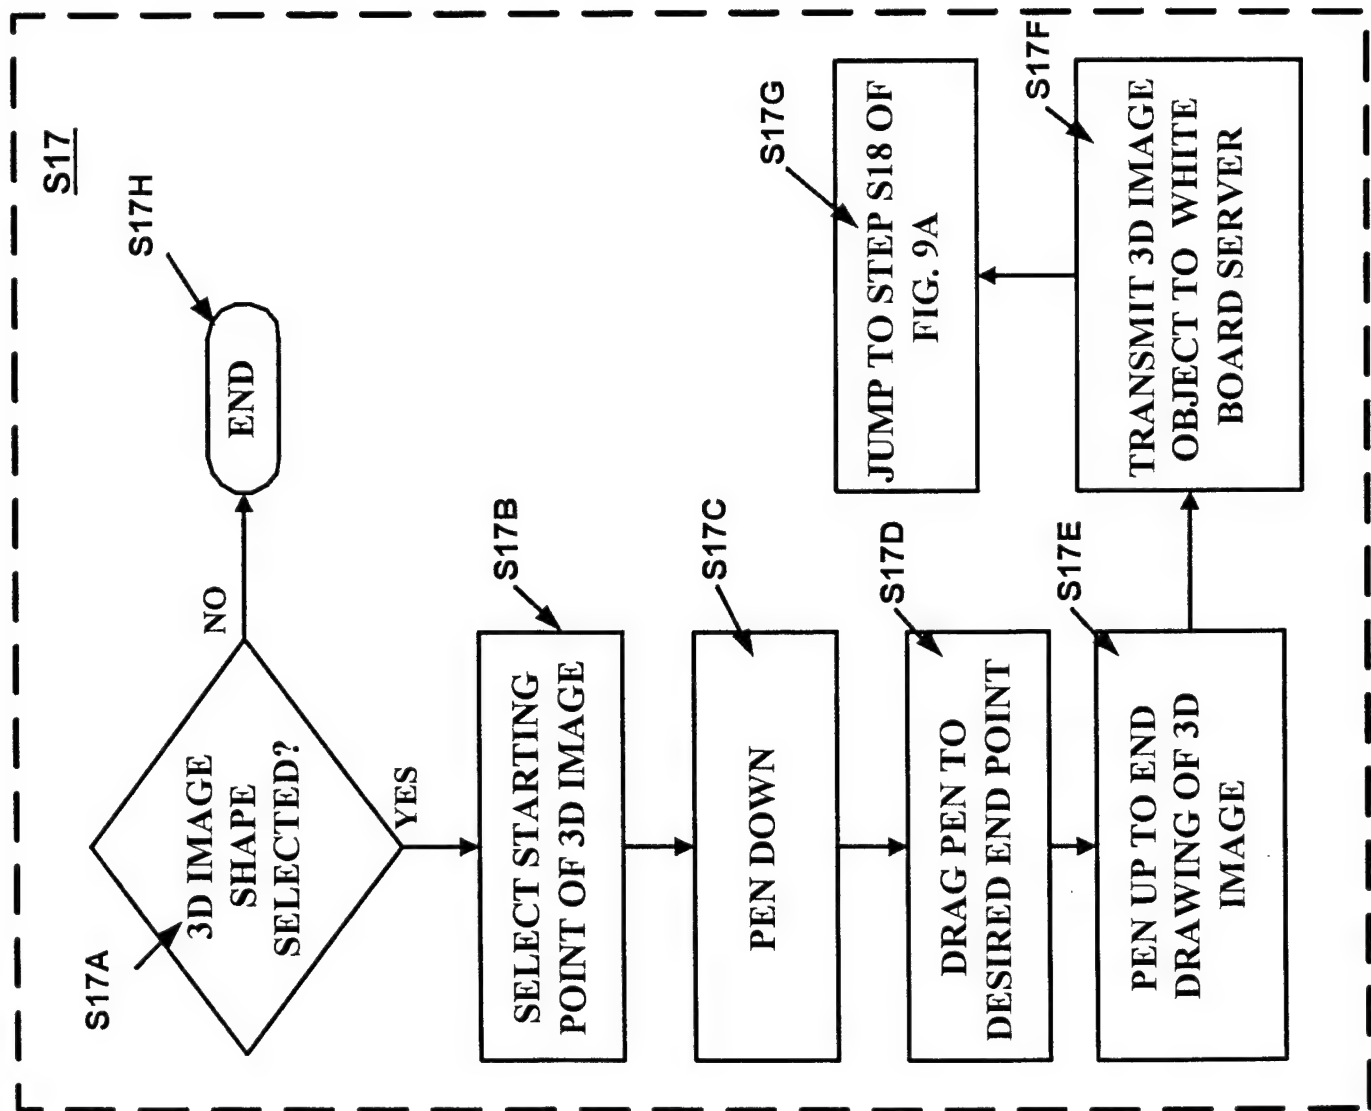 S17
S17A
3D IMAGE
SHAPE
SELECTED?
NO
S17H
END
YES
S17B
SELECT STARTING
POINT OF 3D IMAGE
S17C
PEN DOWN
S17D
DRAG PEN TO
DESIRED END POINT
S17E
PEN UP TO END
DRAWING OF 3D
IMAGE
S17F
TRANSMIT 3D IMAGE
OBJECT TO WHITE
BOARD SERVER
S17G
JUMP TO STEP S18 OF
FIG. 9A